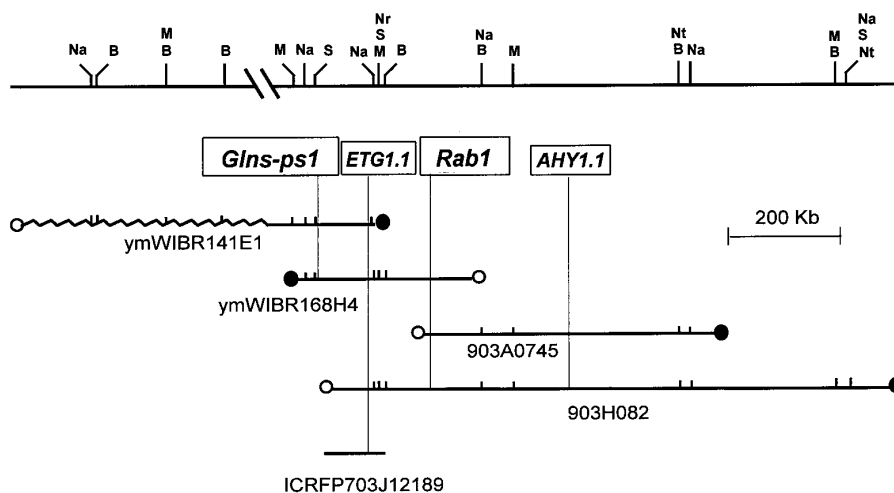 Nr
Na
S
Na
Nt
M
Na
M
B
S
Na B B B M Na S Na M B B M B Na B Nt
Glns-ps1 ETG1.1 Rab1 AHY1.1
200 Kb
ymWIBR141E1
ymWIBR168H4
903A0745
903H082
ICRFP703J12189